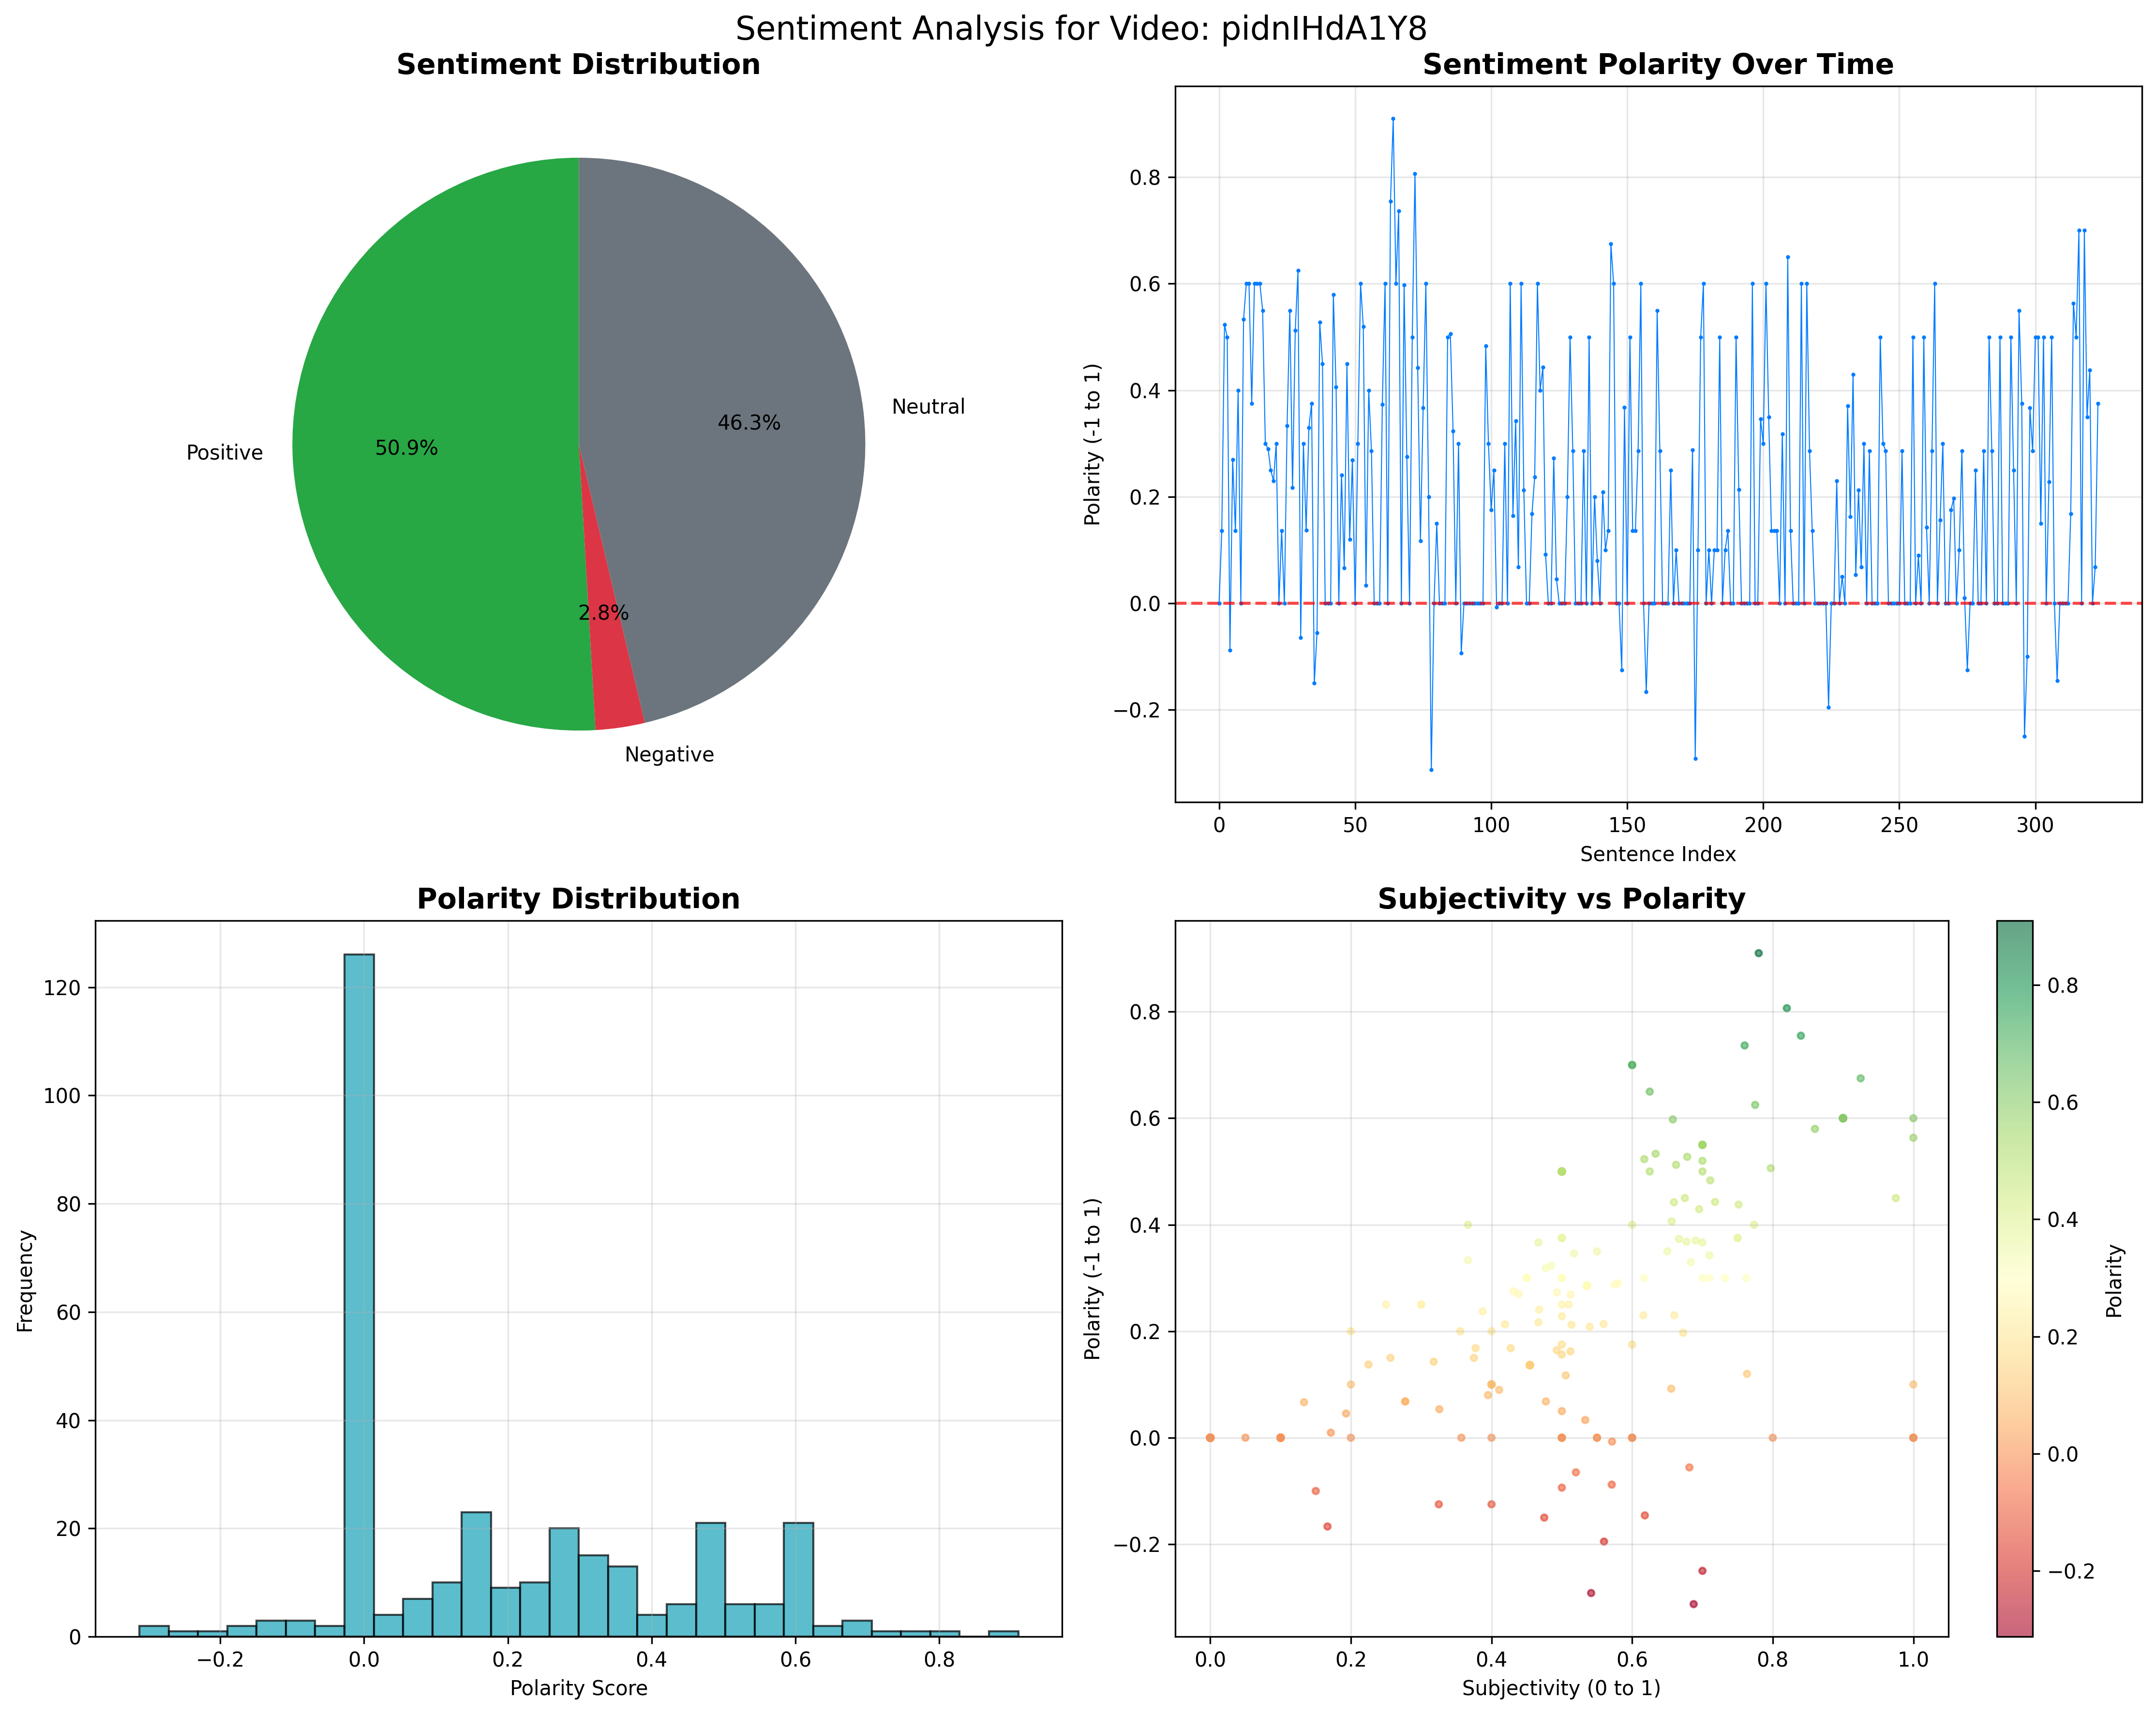 Sentiment Analysis for Video: pidnIHdA1Y8
Sentiment Distribution
Positive
50.9%
46.3%
Neutral
2.8%
Negative
Sentiment Polarity Over Time
Polarity (-1 to 1)
0.8
0.6
0.4
0.2
0.0
−0.2
0 50 100 150 200 250 300
Sentence Index
Polarity Distribution
Frequency
120
100
80
60
40
20
0
−0.2 0.0 0.2 0.4 0.6 0.8
Polarity Score
Subjectivity vs Polarity
Polarity (-1 to 1)
0.8
0.6
0.4
0.2
0.0
−0.2
0.0 0.2 0.4 0.6 0.8 1.0
Subjectivity (0 to 1)
0.8
0.6
0.4
0.2
0.0
−0.2
Polarity